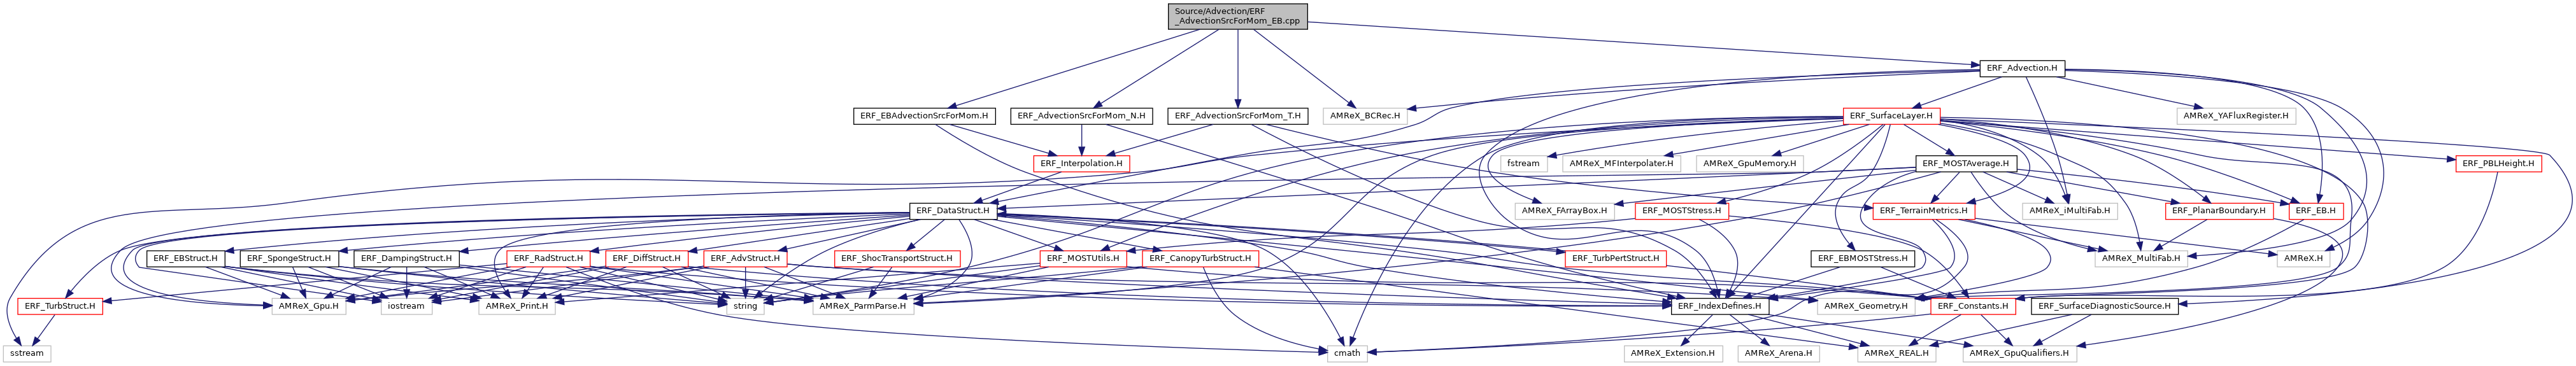 Source/Advection/ERF
_AdvectionSrcForMom_EB.cpp
ERF_Advection.H
ERF_EBAdvectionSrcForMom.H
ERF_AdvectionSrcForMom_N.H
ERF_AdvectionSrcForMom_T.H
AMReX_BCRec.H
ERF_SurfaceLayer.H
AMReX_YAFluxRegister.H
ERF_Interpolation.H
fstream
AMReX_MFInterpolater.H
AMReX_GpuMemory.H
ERF_MOSTAverage.H
ERF_PBLHeight.H
ERF_DataStruct.H
AMReX_FArrayBox.H
ERF_MOSTStress.H
ERF_TerrainMetrics.H
AMReX_iMultiFab.H
ERF_PlanarBoundary.H
ERF_EB.H
ERF_EBStruct.H
ERF_SpongeStruct.H
ERF_DampingStruct.H
ERF_RadStruct.H
ERF_DiffStruct.H
ERF_AdvStruct.H
ERF_ShocTransportStruct.H
ERF_MOSTUtils.H
ERF_CanopyTurbStruct.H
ERF_TurbPertStruct.H
ERF_EBMOSTStress.H
AMReX_MultiFab.H
AMReX.H
ERF_TurbStruct.H
AMReX_Gpu.H
iostream
AMReX_Print.H
string
AMReX_ParmParse.H
ERF_IndexDefines.H
AMReX_Geometry.H
ERF_Constants.H
ERF_SurfaceDiagnosticSource.H
sstream
cmath
AMReX_Extension.H
AMReX_Arena.H
AMReX_REAL.H
AMReX_GpuQualifiers.H